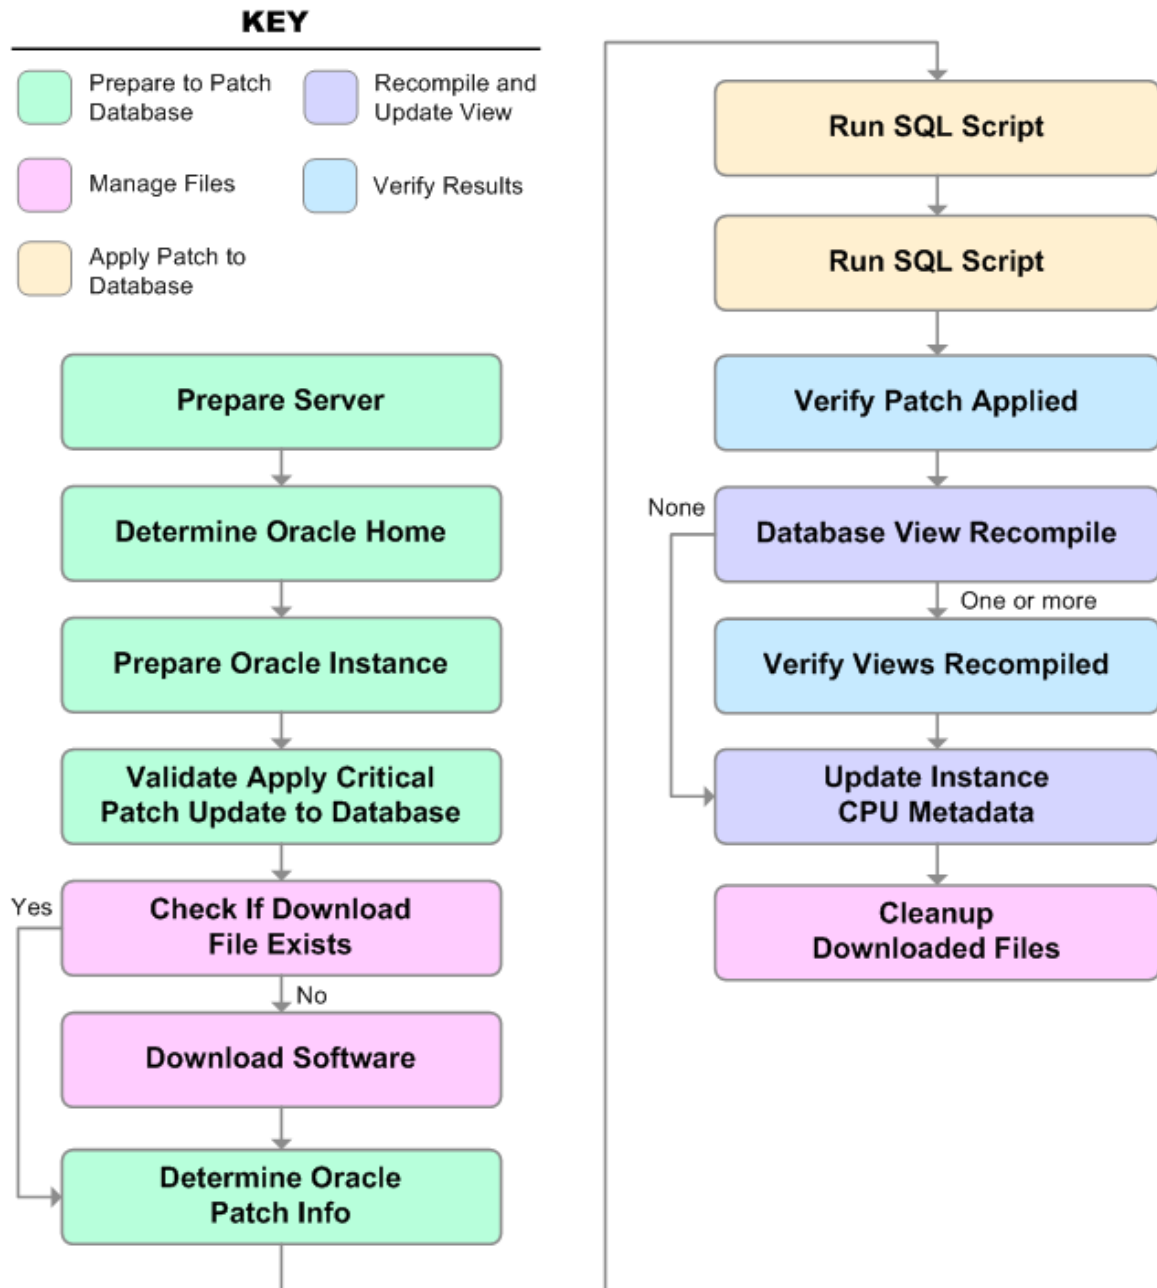 KEY
Prepare to Patch
Database
Recompile and
Update View
Manage Files
Verify Results
Apply Patch to
Database
Prepare Server
Determine Oracle Home
Prepare Oracle Instance
Validate Apply Critical
Patch Update to Database
Yes
Check If Download
File Exists
No
Download Software
Determine Oracle
Patch Info
Run SQL Script
Run SQL Script
Verify Patch Applied
None
Database View Recompile
One or more
Verify Views Recompiled
Update Instance
CPU Metadata
Cleanup
Downloaded Files